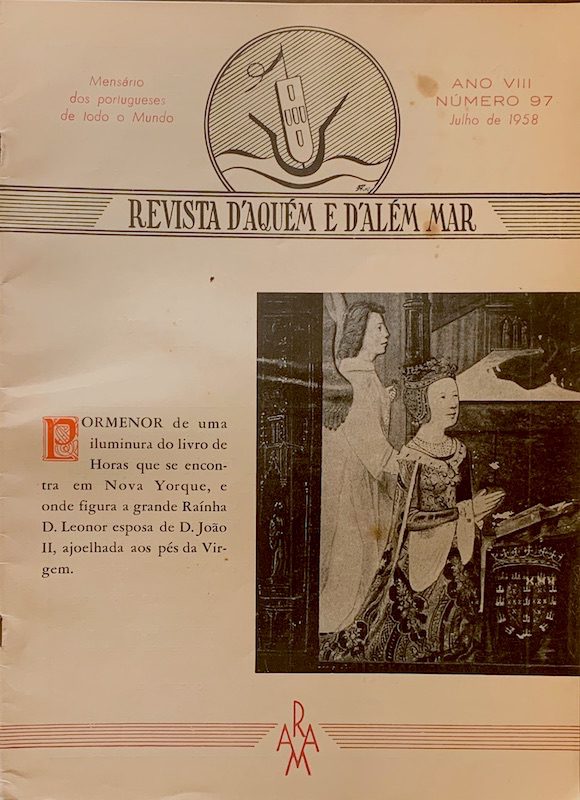 Mensário
dos portugueses
de todo o Mundo
ANO VIII
NÚMERO 97
Julho de 1958
REVISTA D'AQUÉM E D'ALÉM MAR
PORMENOR de uma
iluminura do livro de
Horas que se encon-
tra em Nova Yorque, e
onde figura a grande Raínha
D. Leonor esposa de D. João
II, ajoelhada aos pés da Vir-
gem.
ARAM